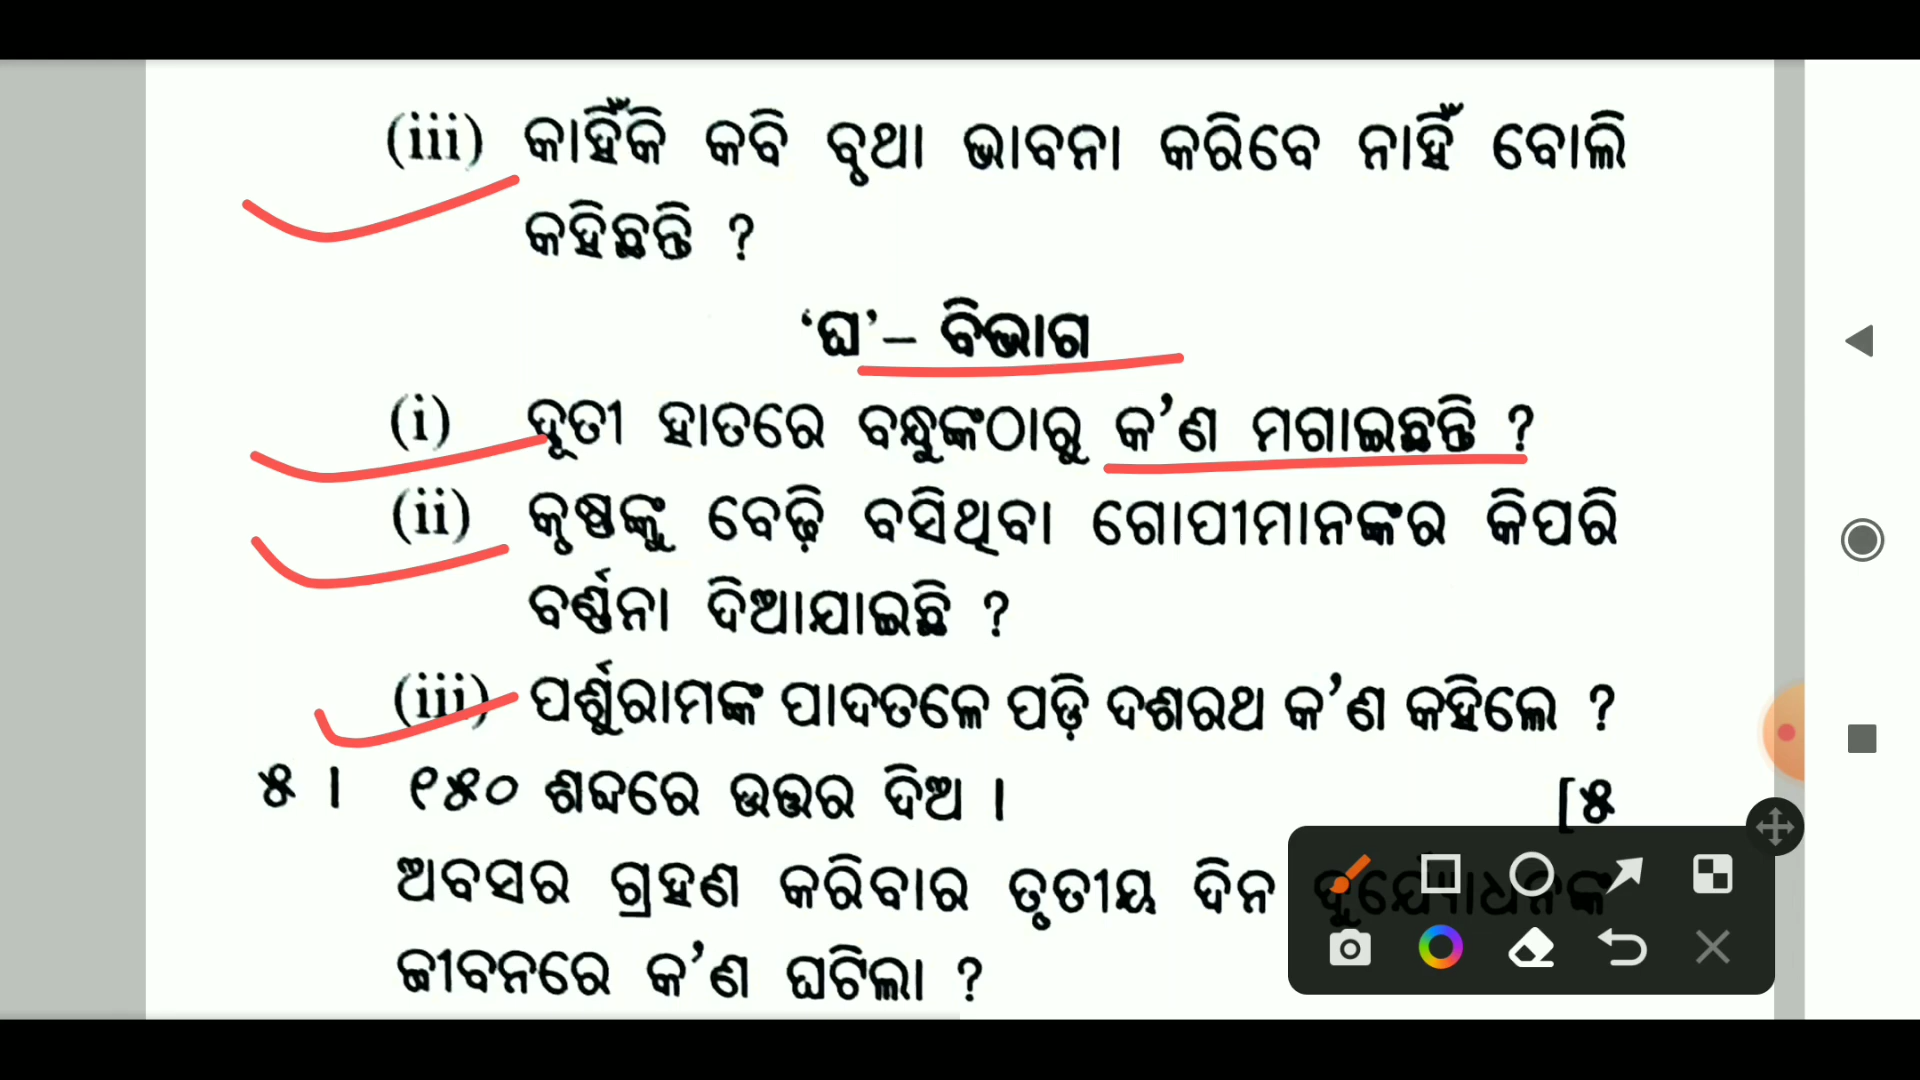 (iii) କାହିଁକି କବି ବୃଥା ଭାବନା କରିବେ ନାହିଁ ବୋଲି
କହିଛନ୍ତି ?
‘ଘ’– ବିଭାଗ
(i) ଦୂତୀ ହାତରେ ବନ୍ଧୁଙ୍କଠାରୁ କ’ଣ ମଗାଇଛନ୍ତି ?
(ii) କୃଷ୍ଣଙ୍କୁ ବେଢ଼ି ବସିଥିବା ଗୋପୀମାନଙ୍କର କିପରି
ବର୍ଣ୍ଣନା ଦିଆଯାଇଛି ?
(iii) ପର୍ଶୁରାମଙ୍କ ପାଦତଳେ ପଡ଼ି ଦଶରଥ କ’ଣ କହିଲେ ?
୫ । ୧୫୦ ଶବ୍ଦରେ ଉତ୍ତର ଦିଅ । [୫
ଅବସର ଗ୍ରହଣ କରିବାର ତୃତୀୟ ଦିନ ଦୁର୍ଯ୍ୟୋଧନଙ୍କ
ଜୀବନରେ କ’ଣ ଘଟିଲା ?